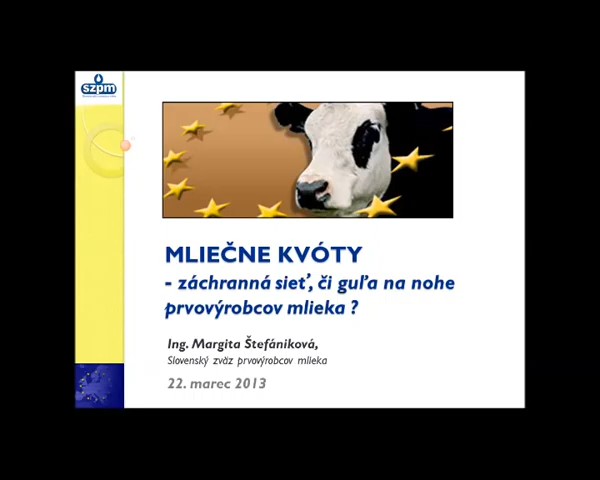 szpm
MLIEČNE KVÓTY
- záchranná sieť, či guľa na nohe
prvovýrobcov mlieka ?
Ing. Margita Štefániková,
Slovenský zväz prvovýrobcov mlieka
22. marec 2013